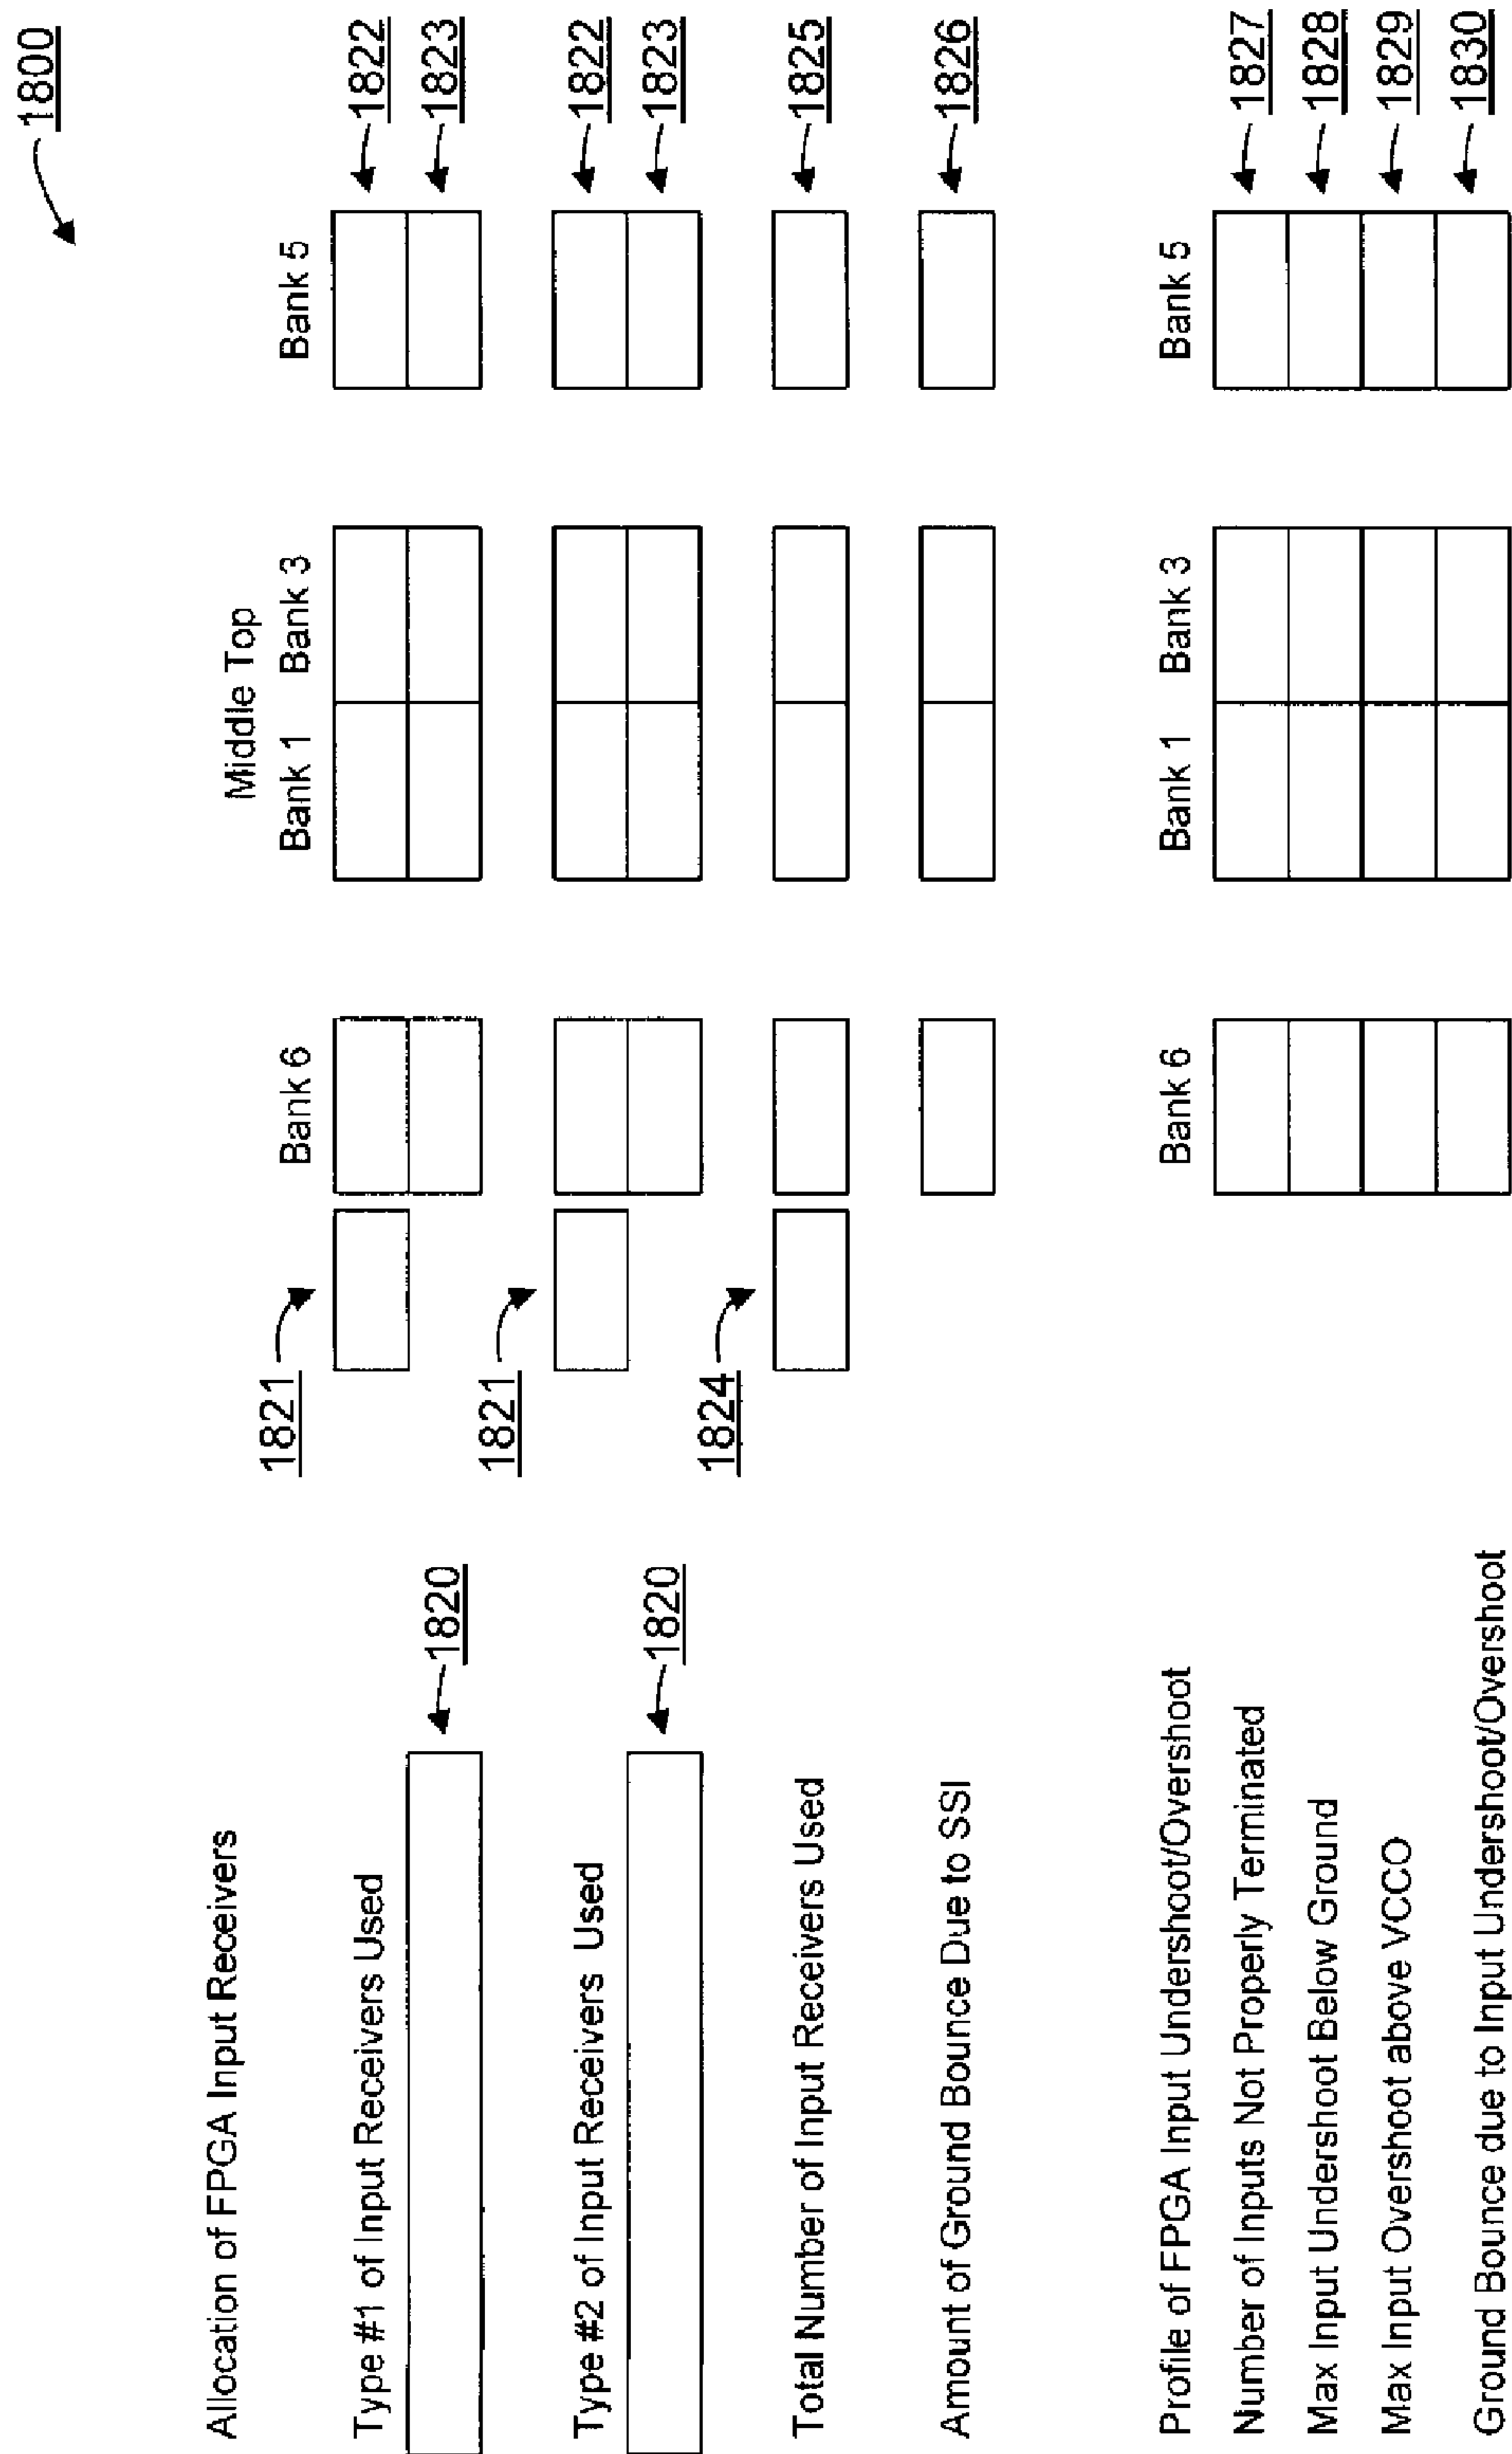 1800
Middle Top
Allocation of FPGA Input Receivers
Bank 6 Bank 1 Bank 3 Bank 5
1821
Type #1 of Input Receivers Used
1822
1820
1823
1821
Type #2 of Input Receivers Used
1822
1820
1823
1824
Total Number of Input Receivers Used
1825
Amount of Ground Bounce Due to SSI
1826
Profile of FPGA Input Undershoot/Overshoot
Bank 6 Bank 1 Bank 3 Bank 5
Number of Inputs Not Properly Terminated
1827
Max Input Undershoot Below Ground
1828
Max Input Overshoot above VCCO
1829
Ground Bounce due to Input Undershoot/Overshoot
1830